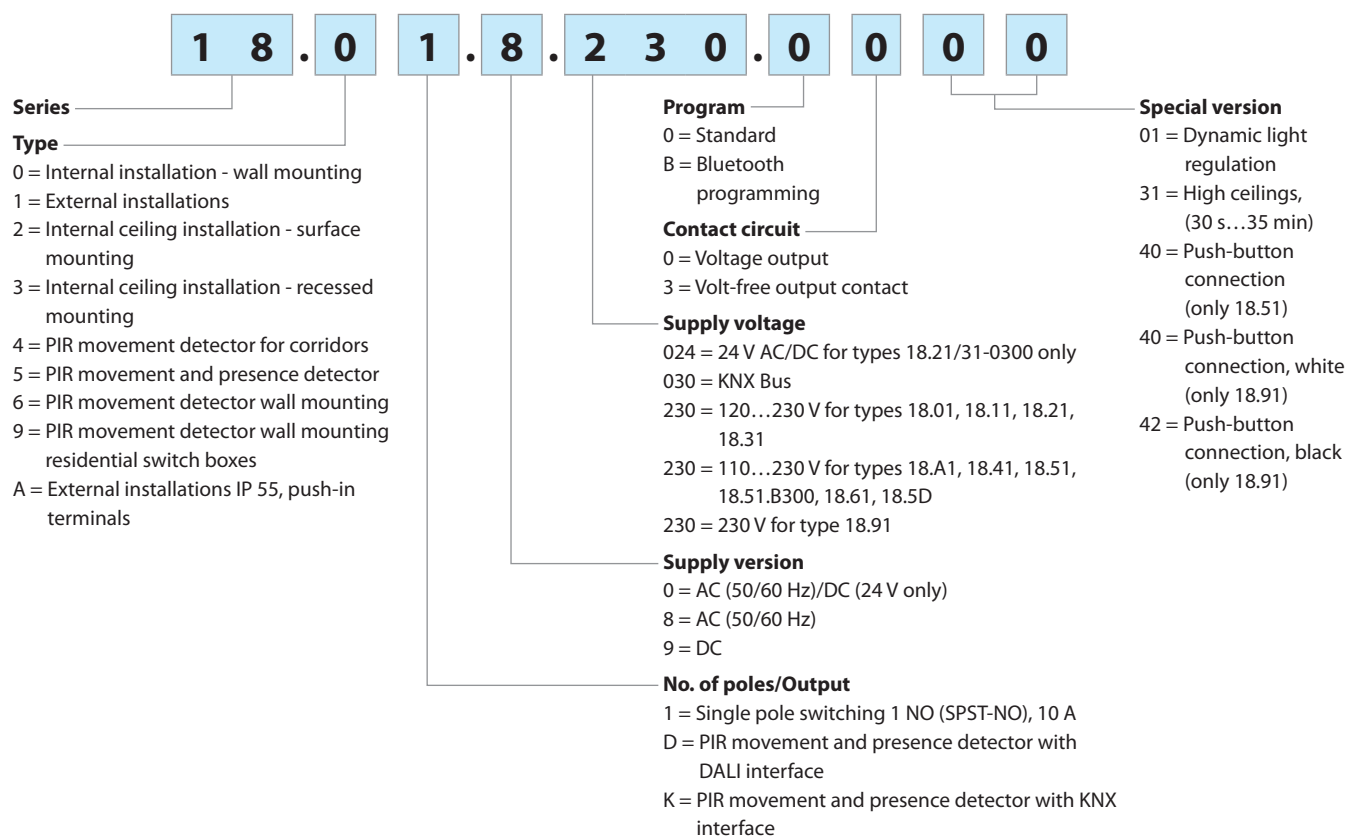 1 8 . 0 1 . 8 . 2 3 0 . 0 0 0 0
Series
Type
0 = Internal installation - wall mounting
1 = External installations
2 = Internal ceiling installation - surface
mounting
3 = Internal ceiling installation - recessed
mounting
4 = PIR movement detector for corridors
5 = PIR movement and presence detector
6 = PIR movement detector wall mounting
9 = PIR movement detector wall mounting
residential switch boxes
A = External installations IP 55, push-in
terminals
Program
0 = Standard
B = Bluetooth
programming
Contact circuit
0 = Voltage output
3 = Volt-free output contact
Supply voltage
024 = 24 V AC/DC for types 18.21/31-0300 only
030 = KNX Bus
230 = 120…230 V for types 18.01, 18.11, 18.21,
18.31
230 = 110…230 V for types 18.A1, 18.41, 18.51,
18.51.B300, 18.61, 18.5D
230 = 230 V for type 18.91
Supply version
0 = AC (50/60 Hz)/DC (24 V only)
8 = AC (50/60 Hz)
9 = DC
No. of poles/Output
1 = Single pole switching 1 NO (SPST-NO), 10 A
D = PIR movement and presence detector with
DALI interface
K = PIR movement and presence detector with KNX
interface
Special version
01 = Dynamic light
regulation
31 = High ceilings,
(30 s…35 min)
40 = Push-button
connection
(only 18.51)
40 = Push-button
connection, white
(only 18.91)
42 = Push-button
connection, black
(only 18.91)